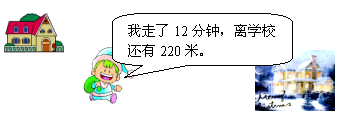 我走了 12 分钟，离学校
还有 220 米。